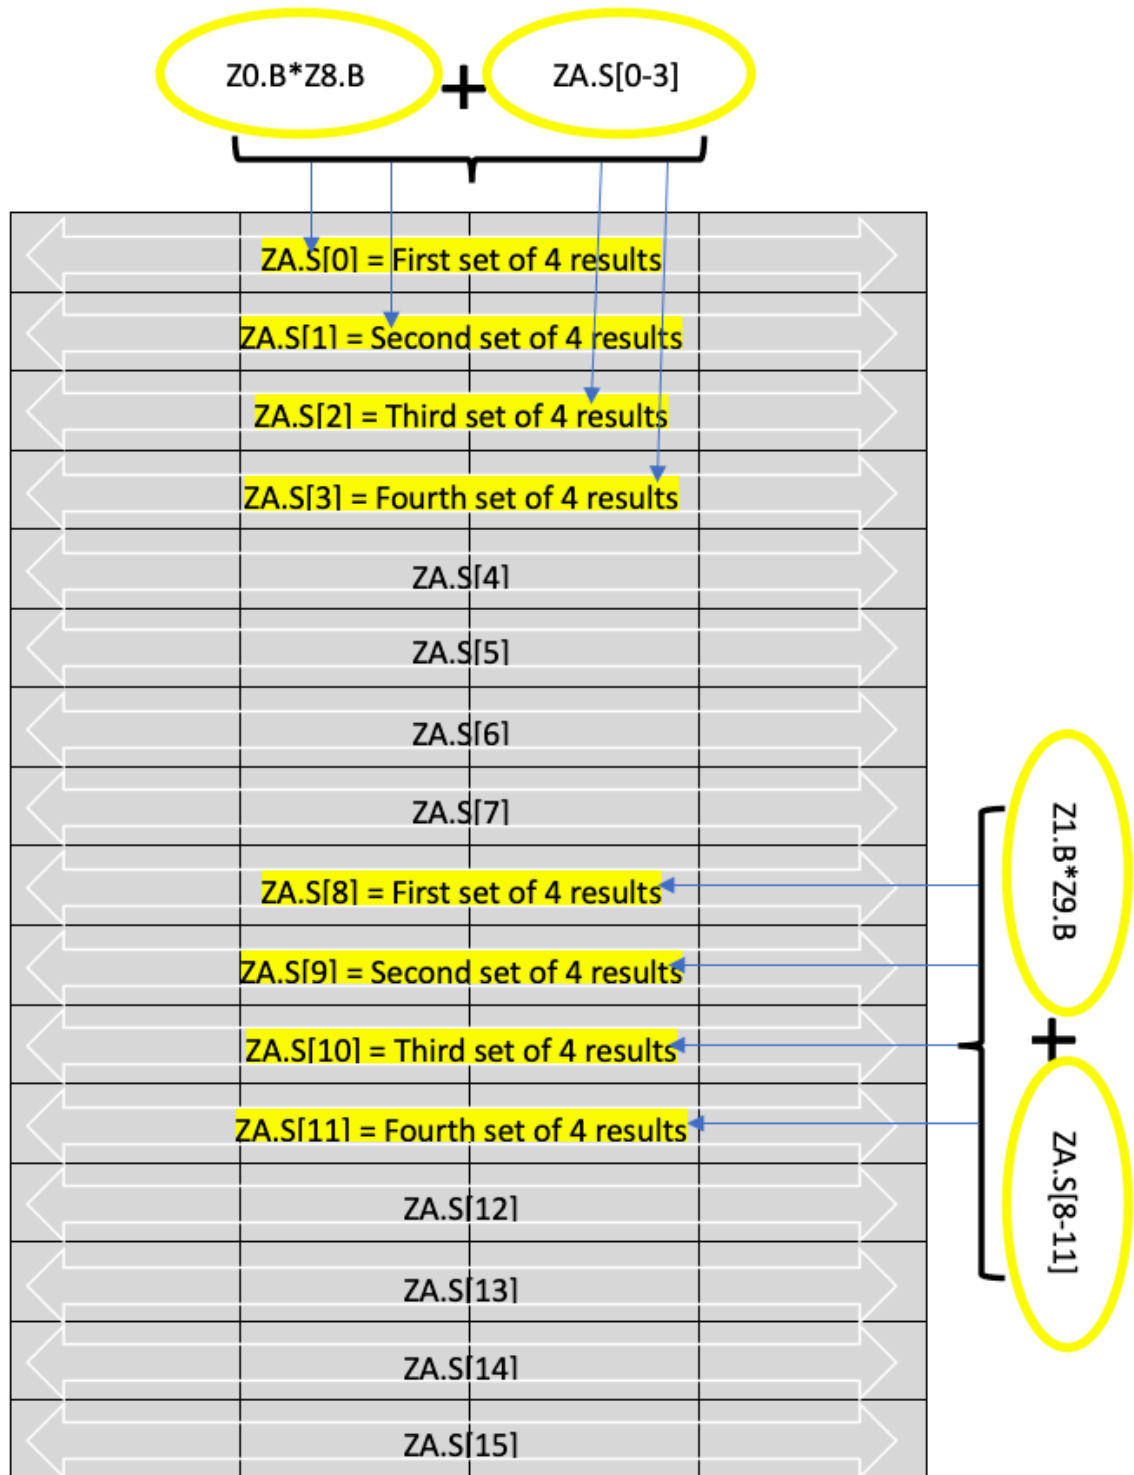 Z0.B*Z8.B + ZA.S[0-3]
ZA.S[0] = First set of 4 results
ZA.S[1] = Second set of 4 results
ZA.S[2] = Third set of 4 results
ZA.S[3] = Fourth set of 4 results
ZA.S[4]
ZA.S[5]
ZA.S[6]
ZA.S[7]
ZA.S[8] = First set of 4 results
ZA.S[9] = Second set of 4 results
ZA.S[10] = Third set of 4 results
ZA.S[11] = Fourth set of 4 results
ZA.S[12]
ZA.S[13]
ZA.S[14]
ZA.S[15]
Z1.B*Z9.B + ZA.S[8-11]